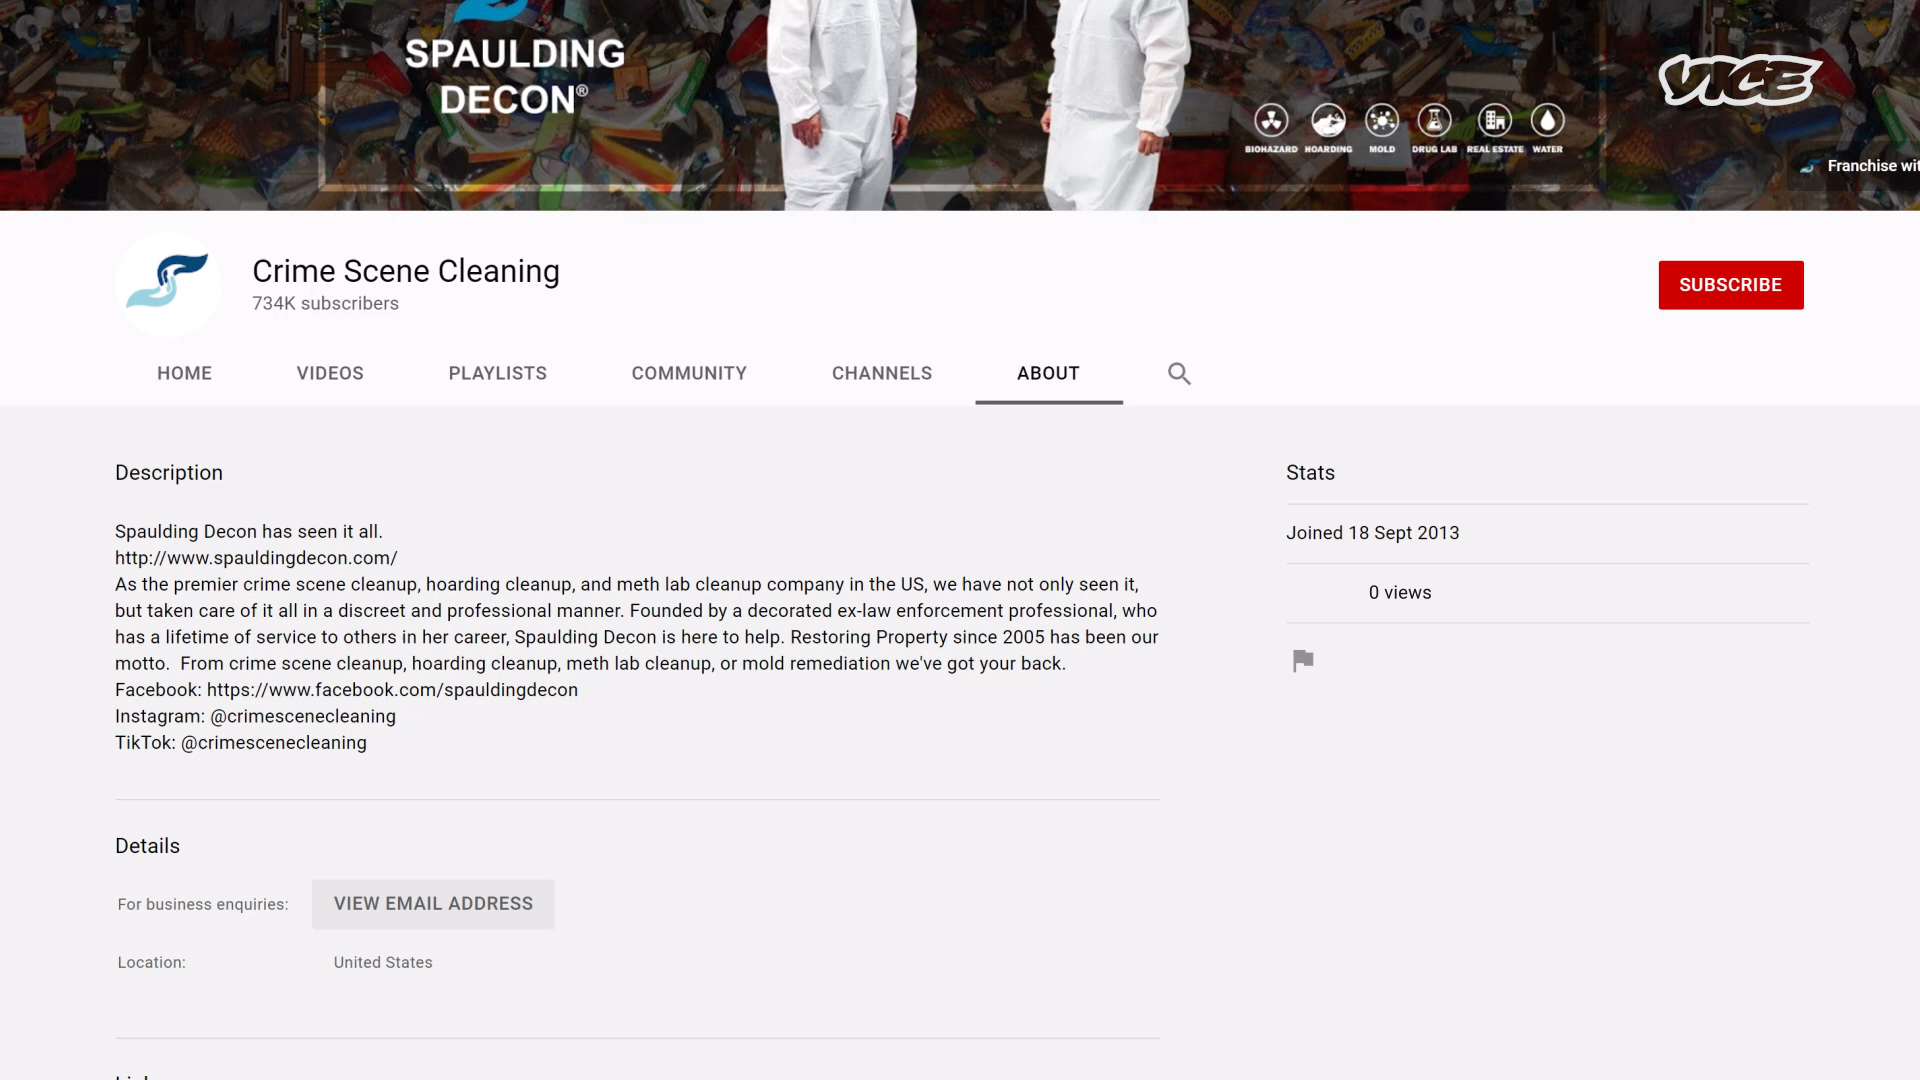 SPAULDING
DECON®
VICE
BIOHAZARD HOARDING MOLD DRUG LAB REAL ESTATE WATER
Franchise wit
Crime Scene Cleaning
734K subscribers
SUBSCRIBE
HOME VIDEOS PLAYLISTS COMMUNITY CHANNELS ABOUT
Description
Spaulding Decon has seen it all.
http://www.spauldingdecon.com/
As the premier crime scene cleanup, hoarding cleanup, and meth lab cleanup company in the US, we have not only seen it,
but taken care of it all in a discreet and professional manner. Founded by a decorated ex-law enforcement professional, who
has a lifetime of service to others in her career, Spaulding Decon is here to help. Restoring Property since 2005 has been our
motto.  From crime scene cleanup, hoarding cleanup, meth lab cleanup, or mold remediation we've got your back.
Facebook: https://www.facebook.com/spauldingdecon
Instagram: @crimescenecleaning
TikTok: @crimescenecleaning
Stats
Joined 18 Sept 2013
0 views
Details
For business enquiries: VIEW EMAIL ADDRESS
Location: United States